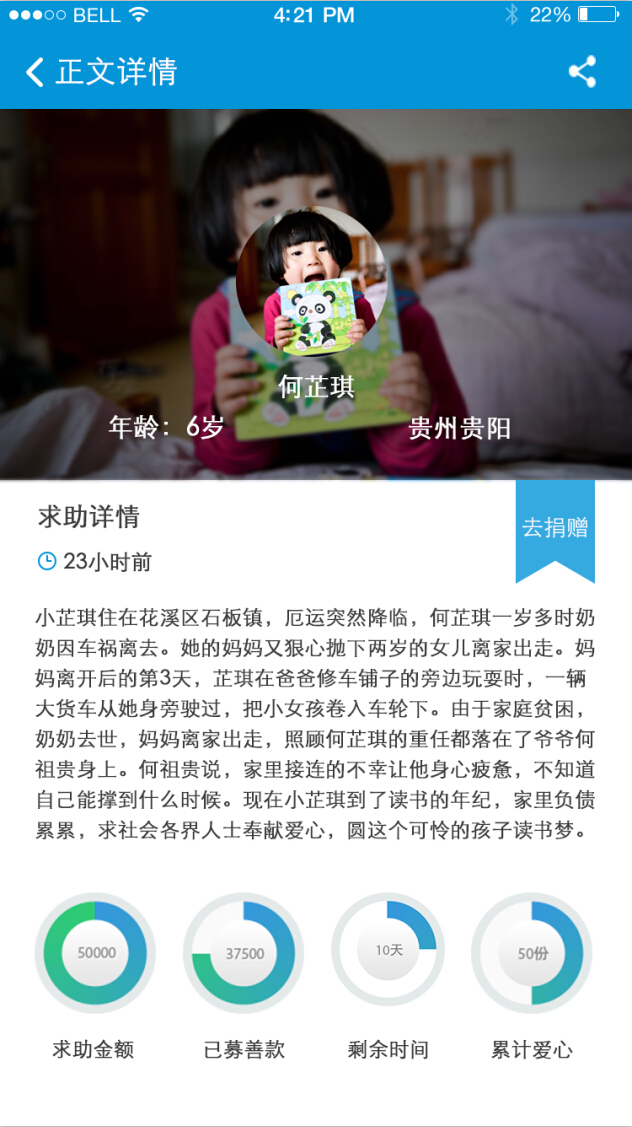 BELL 4:21 PM 22%
正文详情
何芷琪
年龄：6岁 贵州贵阳
求助详情
去捐赠
23小时前
小芷琪住在花溪区石板镇，厄运突然降临，何芷琪一岁多时奶
奶因车祸离去。她的妈妈又狠心抛下两岁的女儿离家出走。妈
妈离开后的第3天，芷琪在爸爸修车铺子的旁边玩耍时，一辆
大货车从她身旁驶过，把小女孩卷入车轮下。由于家庭贫困，
奶奶去世，妈妈离家出走，照顾何芷琪的重任都落在了爷爷何
祖贵身上。何祖贵说，家里接连的不幸让他身心疲惫，不知道
自己能撑到什么时候。现在小芷琪到了读书的年纪，家里负债
累累，求社会各界人士奉献爱心，圆这个可怜的孩子读书梦。
50000 37500 10天 50份
求助金额 已募善款 剩余时间 累计爱心